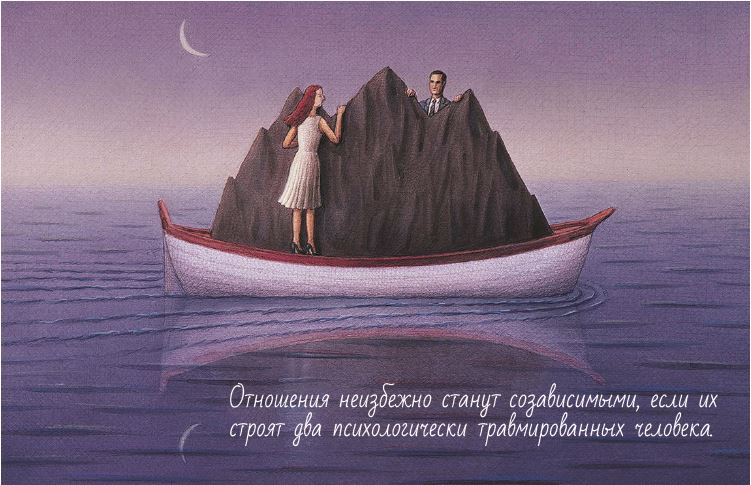 Отношения неизбежно станут созависимыми, если их
строят два психологически травмированных человека.